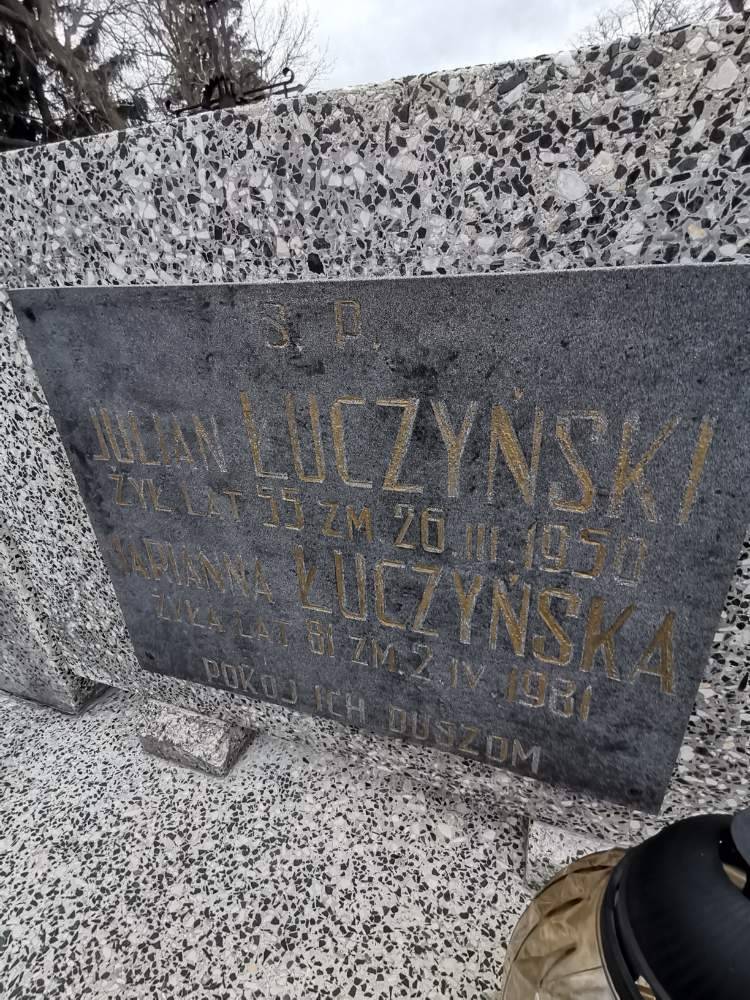 Ś. P.
JULIAN ŁUCZYŃSKI
ŻYŁ LAT 55 ZM 26.III.1950
MARIANNA ŁUCZYŃSKA
ŻYŁA LAT 81 ZM. 2 IV 1981
POKÓJ ICH DUSZOM